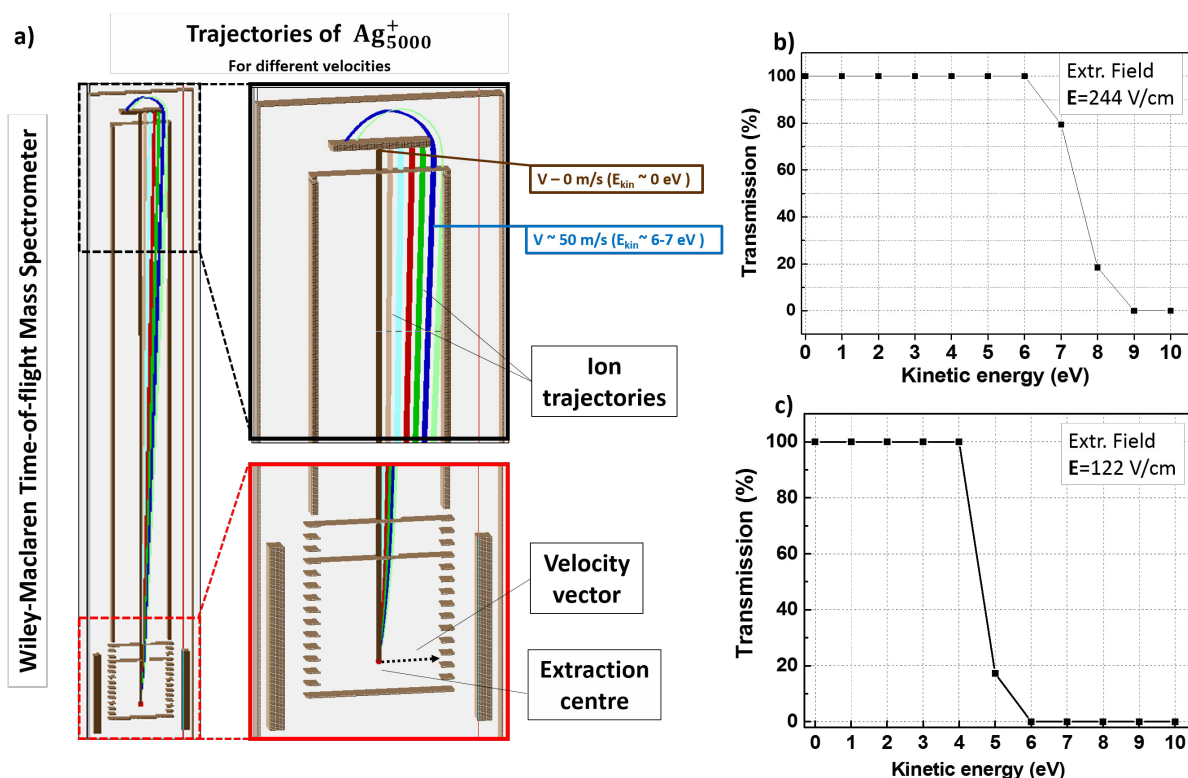 a)
Trajectories of Ag⁺₅₀₀₀
For different velocities
Wiley-Macladren Time-of-flight Mass Spectrometer
V – 0 m/s (E_kin ~ 0 eV )
V ~ 50 m/s (E_kin~ 6-7 eV )
Ion
trajectories
Velocity
vector
Extraction
centre
b)
Extr. Field
E=244 V/cm
Transmission (%)
100
80
60
40
20
0
0 1 2 3 4 5 6 7 8 9 10
Kinetic energy (eV)
c)
Extr. Field
E=122 V/cm
Transmission (%)
100
80
60
40
20
0
0 1 2 3 4 5 6 7 8 9 10
Kinetic energy (eV)